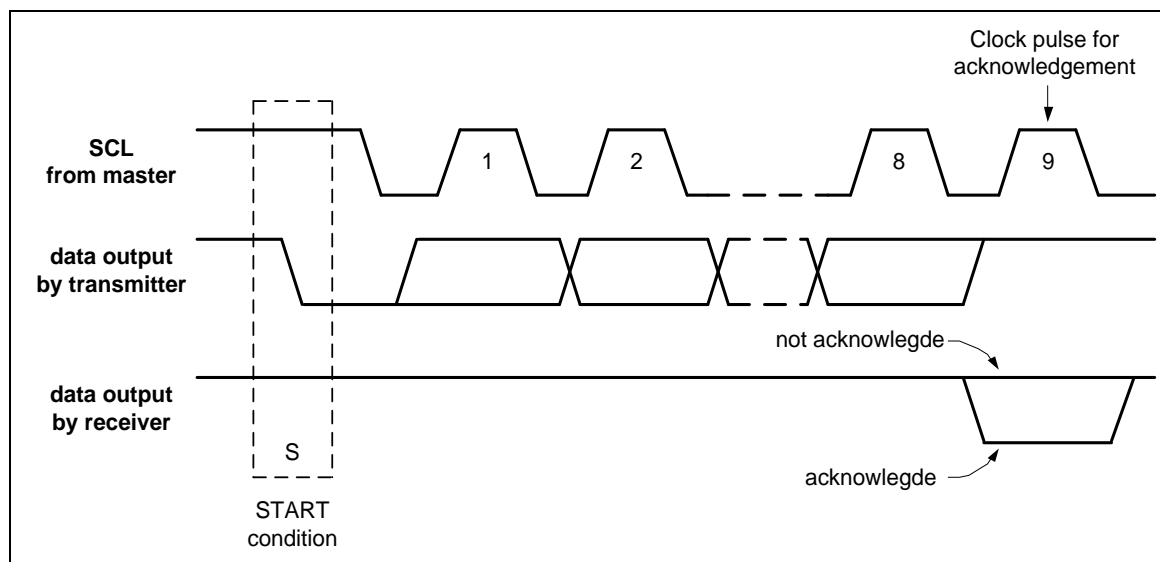 Clock pulse for
acknowledgement
SCL
from master
1
2
8
9
data output
by transmitter
not acknowlegde
data output
by receiver
S
acknowlegde
START
condition